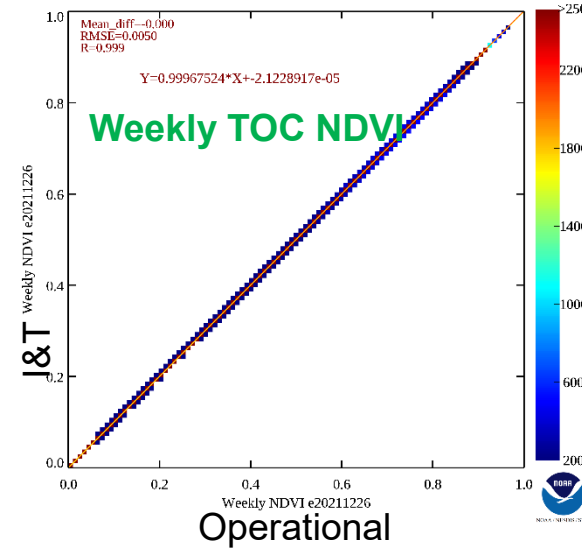 Mean_diff=-0.000
RMSE=0.0050
R=0.999
Y=0.99967524*X+-2.1228917e-05
Weekly TOC NDVI
I&T
Weekly NDVI e20211226
1.0
0.8
0.6
0.4
0.2
0.0
0.0 0.2 0.4 0.6 0.8 1.0
Weekly NDVI e20211226
Operational
>250
2200
1800
1400
1000
600
200
NOAA